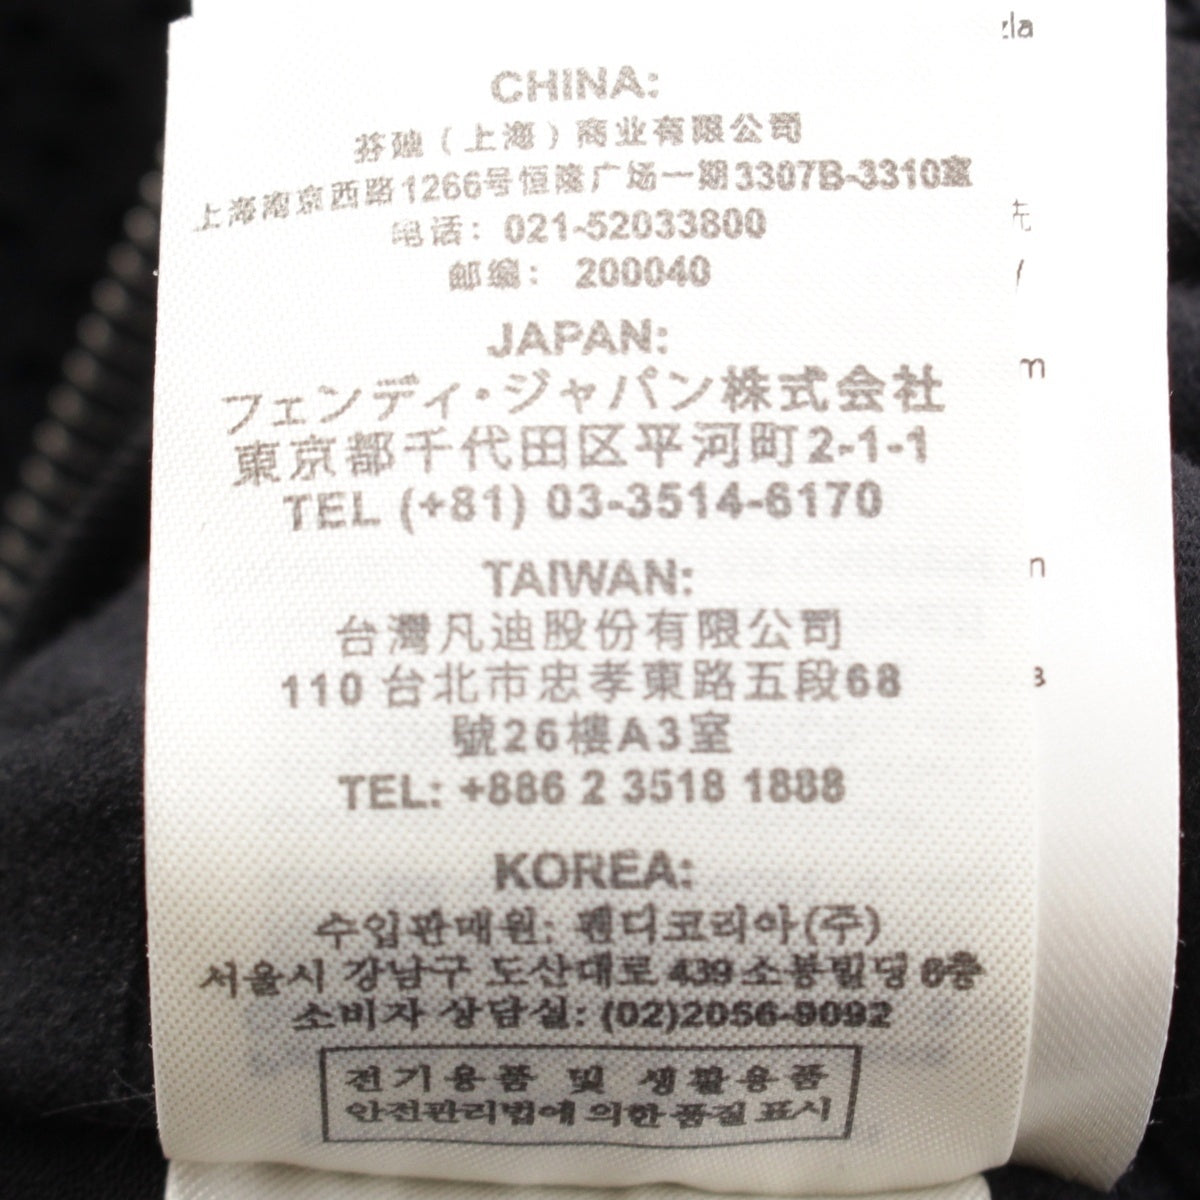 CHINA:
芬迪（上海）商业有限公司
上海南京西路1266号恒隆广场一期3307B-3310室
电话：021-52033800
邮编：200040
JAPAN:
フェンディ・ジャパン株式会社
東京都千代田区平河町2-1-1
TEL (+81) 03-3514-6170
TAIWAN:
台灣凡迪股份有限公司
110 台北市忠孝東路五段68
號26樓A3室
TEL: +886 2 3518 1888
KOREA:
수입판매원: 펜디코리아(주)
서울시 강남구 도산대로 439 소봉빌딩 6층
소비자 상담실: (02)2056-9092
전기용품 및 생활용품
안전관리법에 의한 품질표시